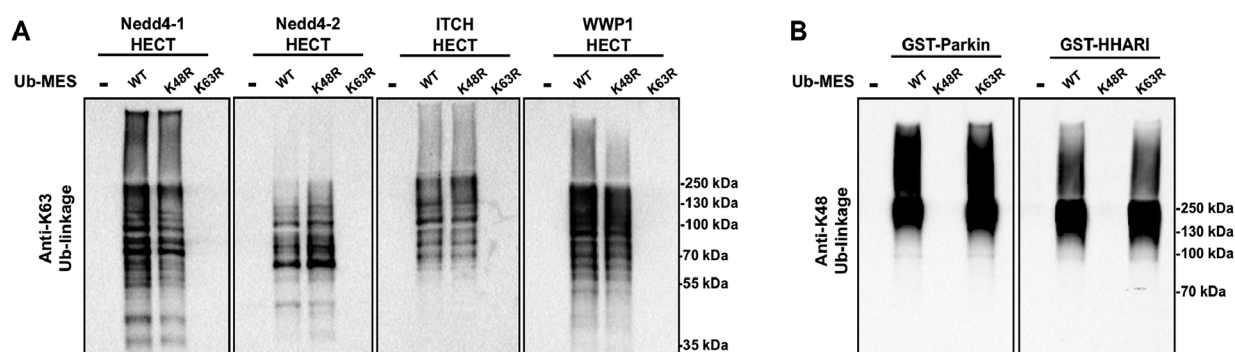 A
Nedd4-1 HECT
Nedd4-2 HECT
ITCH HECT
WWP1 HECT
Ub-MES - WT K48R K63R - WT K48R K63R - WT K48R K63R - WT K48R K63R
Anti-K63 Ub-linkage
-250 kDa
-130 kDa
-100 kDa
-70 kDa
-55 kDa
-35 kDa
B
GST-Parkin
GST-HHARI
Ub-MES - WT K48R K63R - WT K48R K63R
Anti-K48 Ub-linkage
-250 kDa
-130 kDa
-100 kDa
-70 kDa